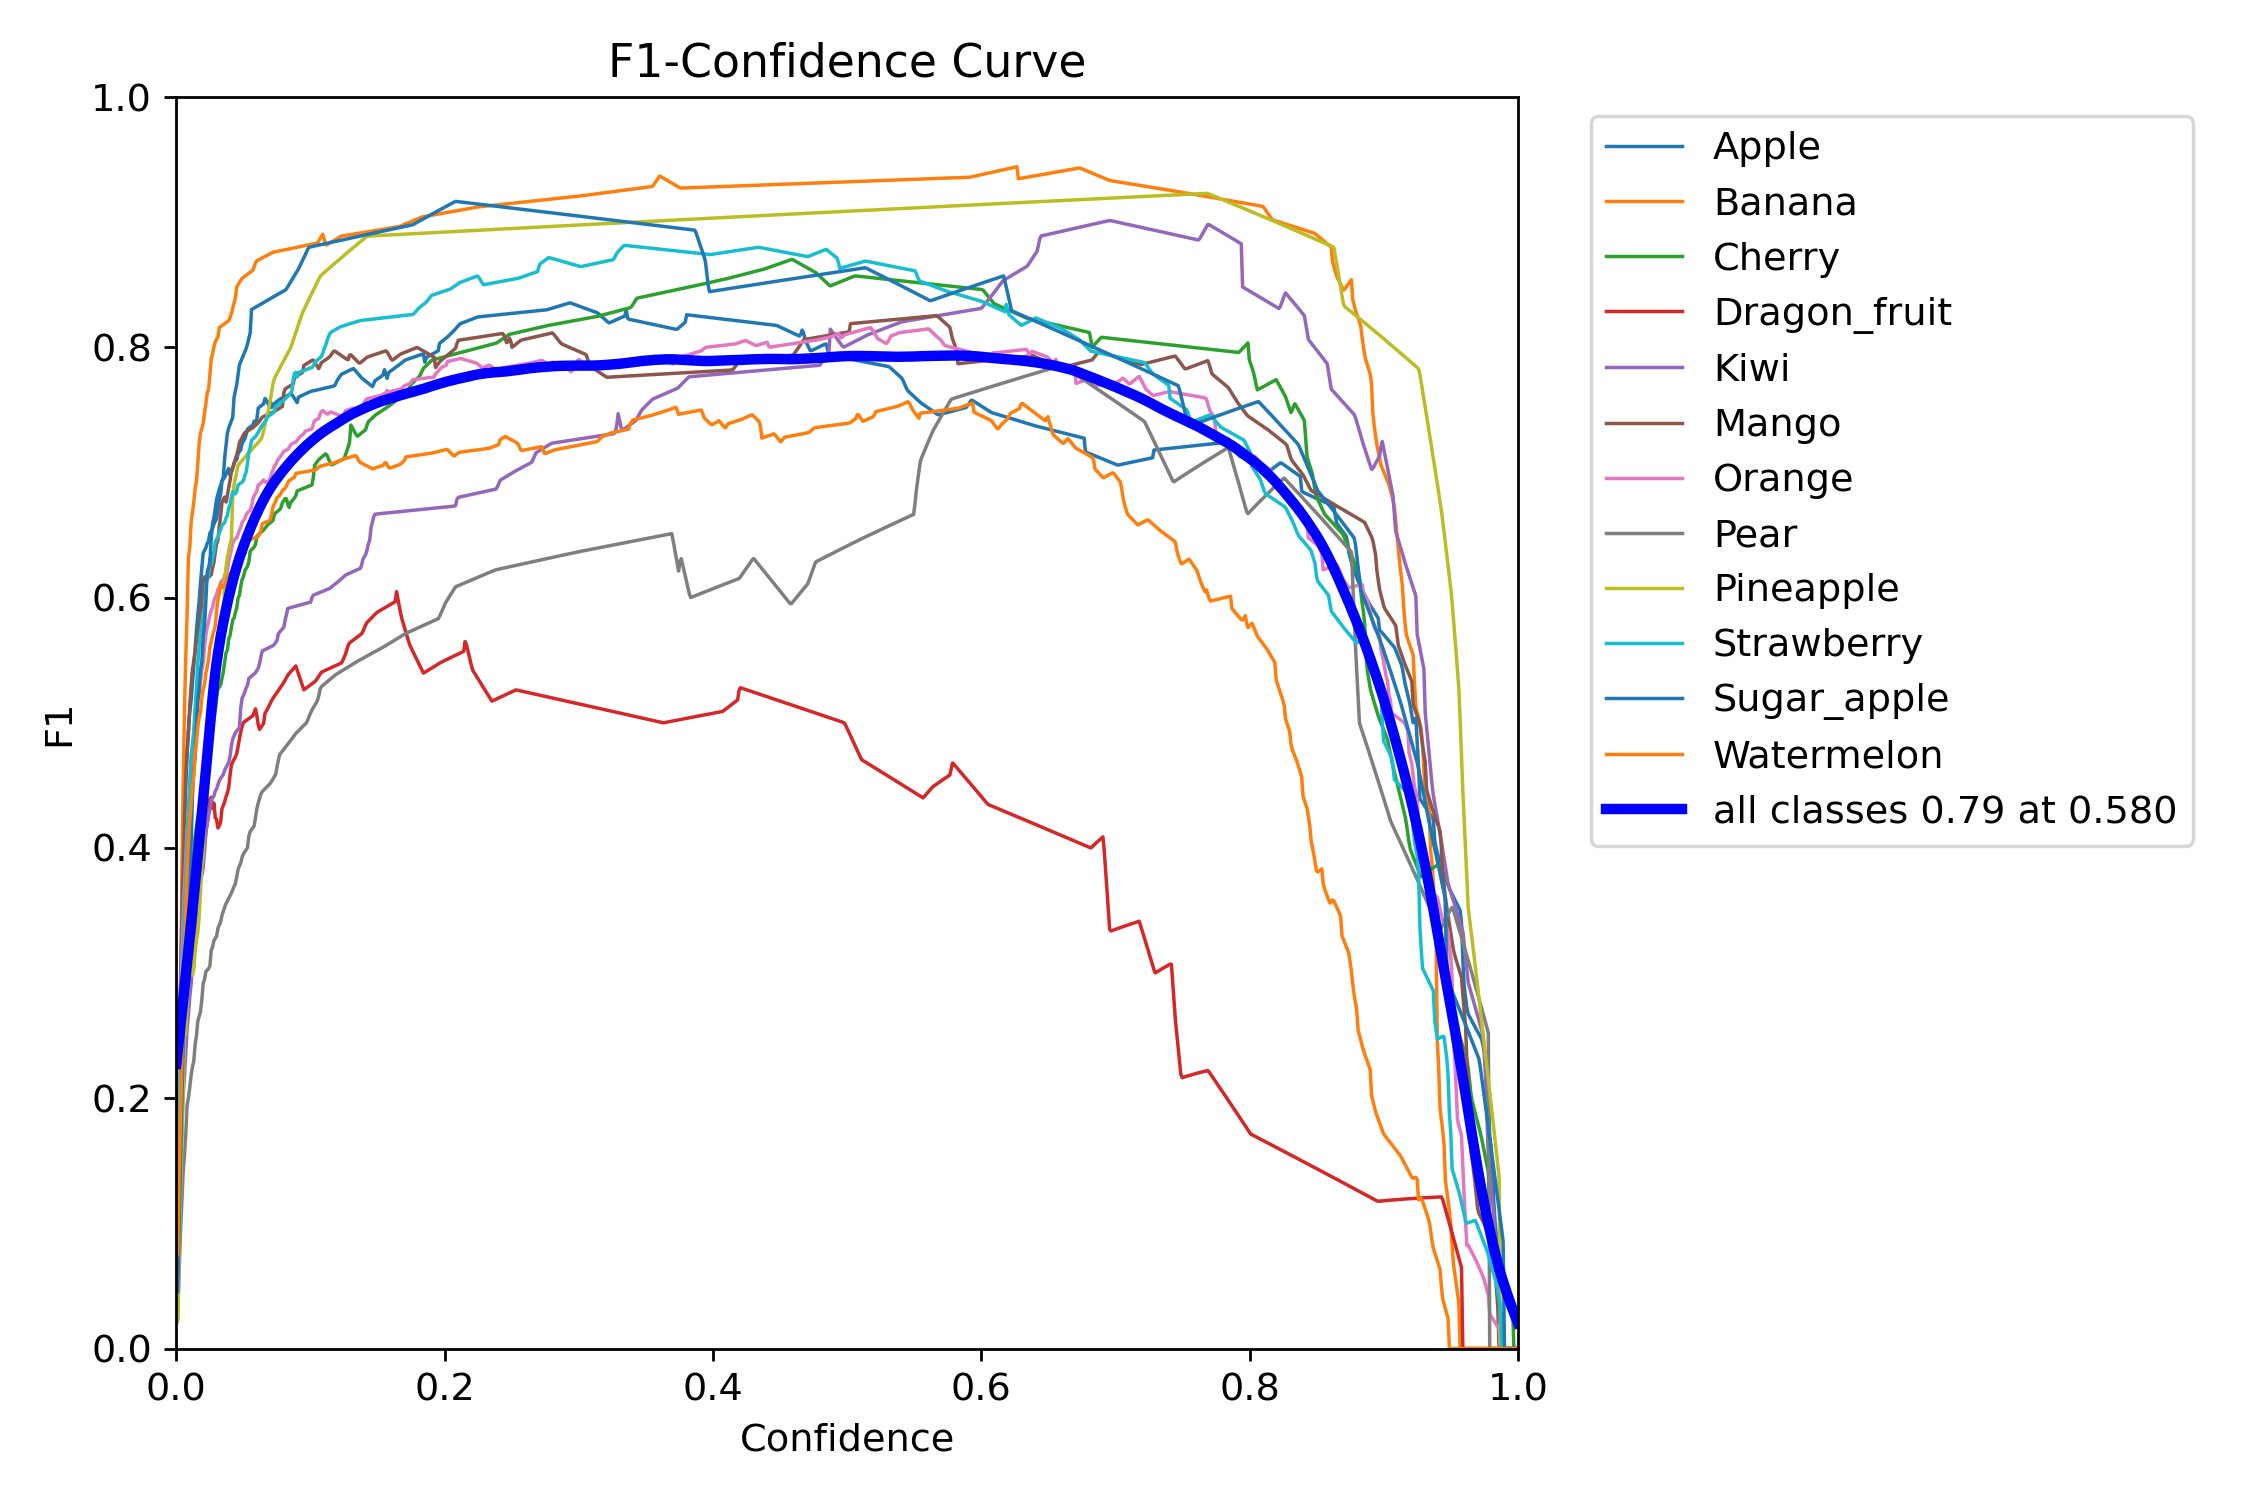 F1-Confidence Curve
1.0
0.8
0.6
0.4
0.2
0.0
F1
0.0 0.2 0.4 0.6 0.8 1.0
Confidence
Apple
Banana
Cherry
Dragon_fruit
Kiwi
Mango
Orange
Pear
Pineapple
Strawberry
Sugar_apple
Watermelon
all classes 0.79 at 0.580